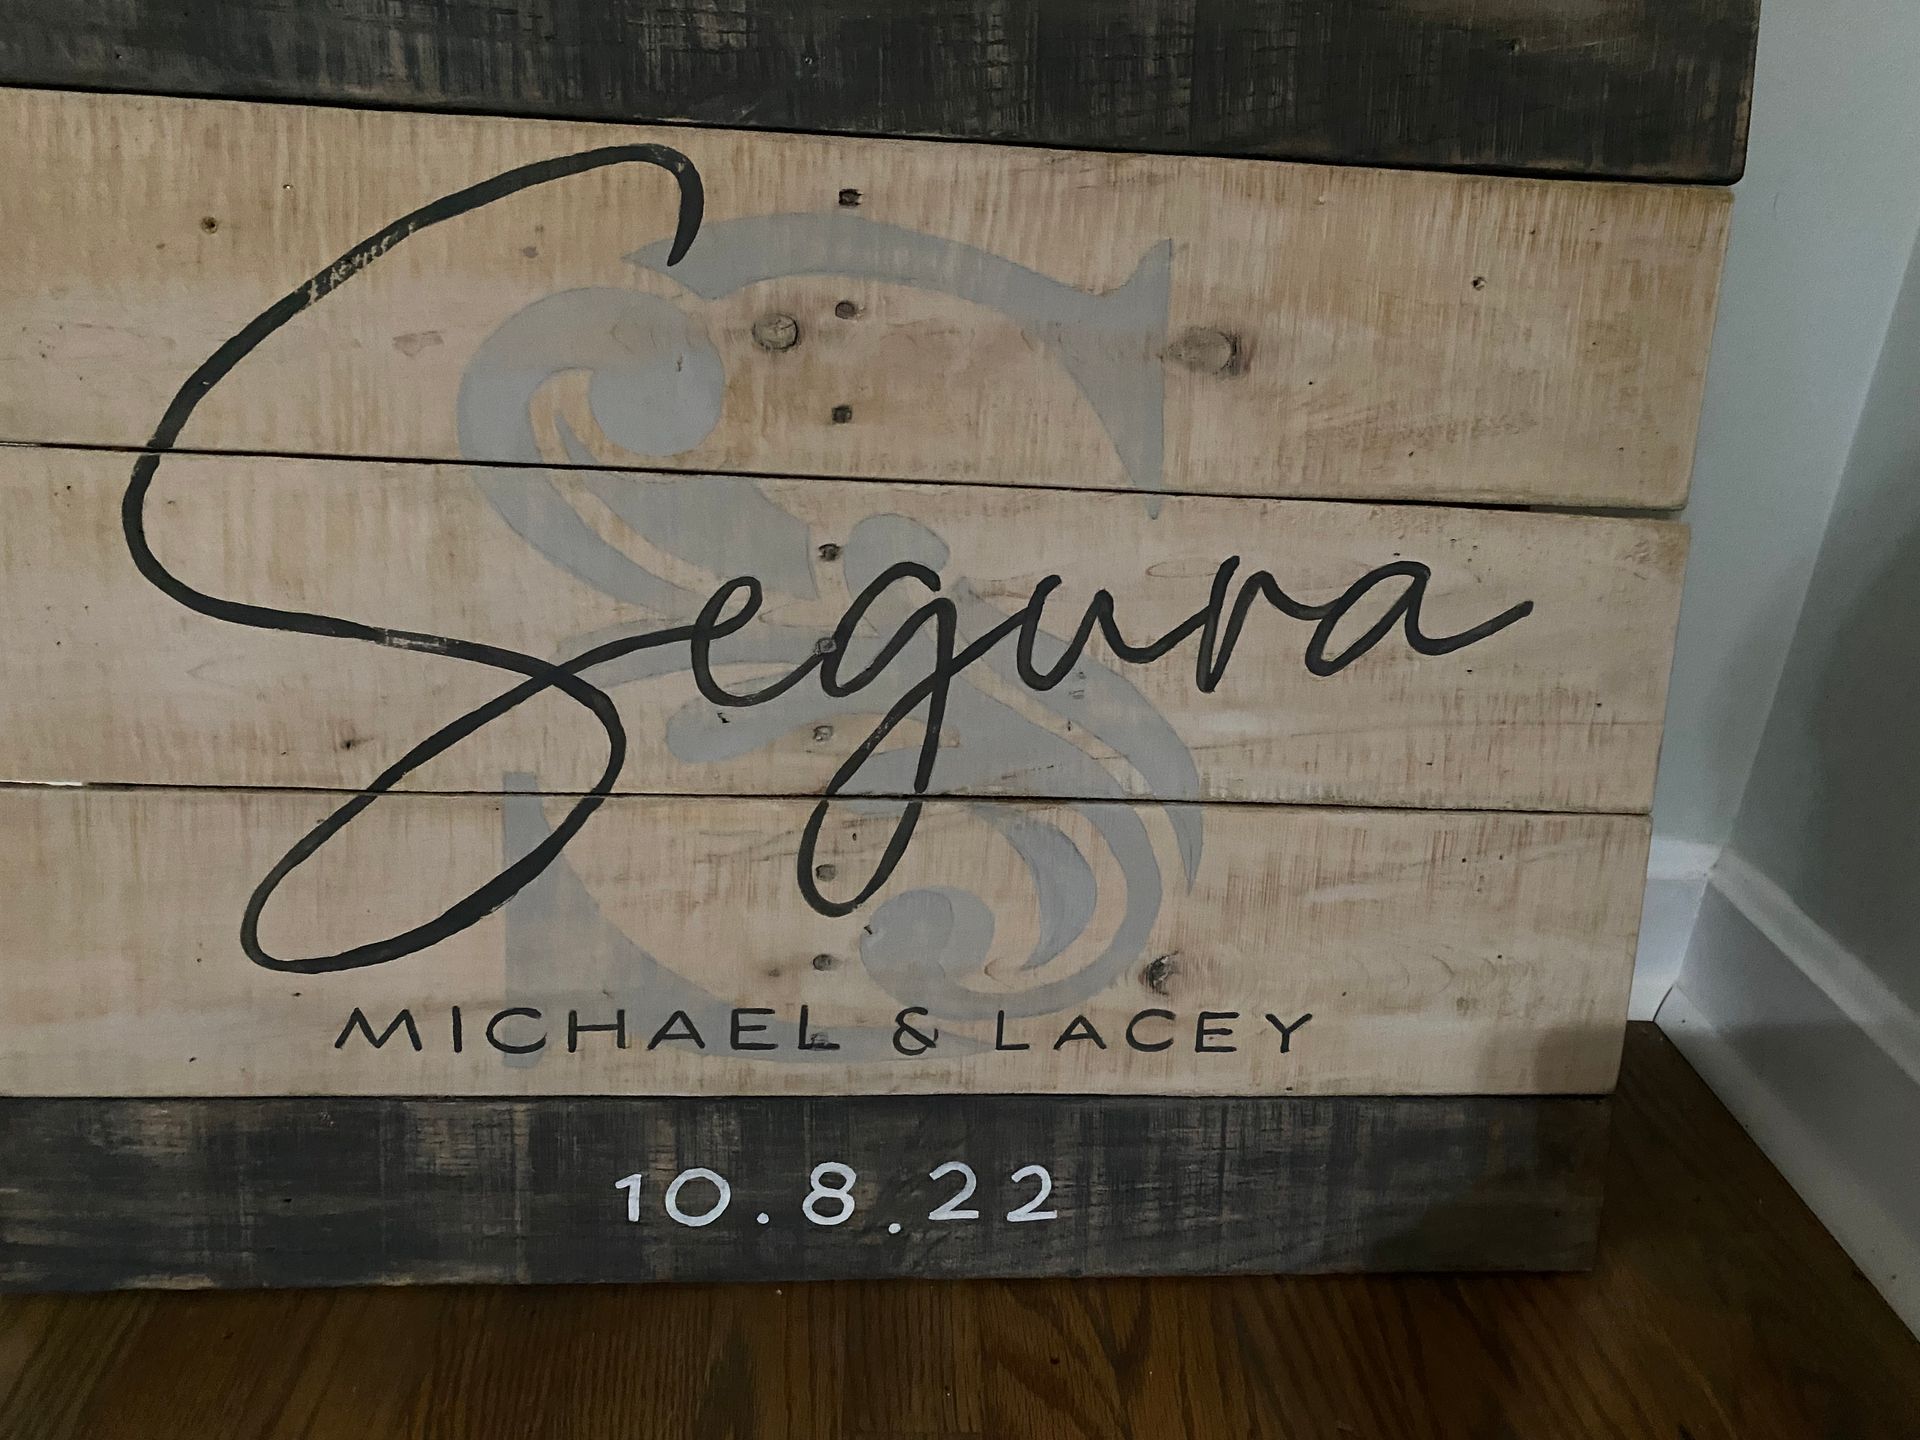 S
Segura
MICHAEL & LACEY
10.8.22